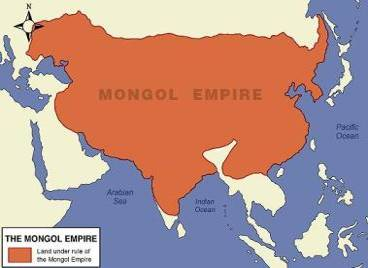 N
MONGOL EMPIRE
Pacific
Ocean
Arabian
Sea
Indian
Ocean
THE MONGOL EMPIRE
Land under rule of
the Mongol Empire